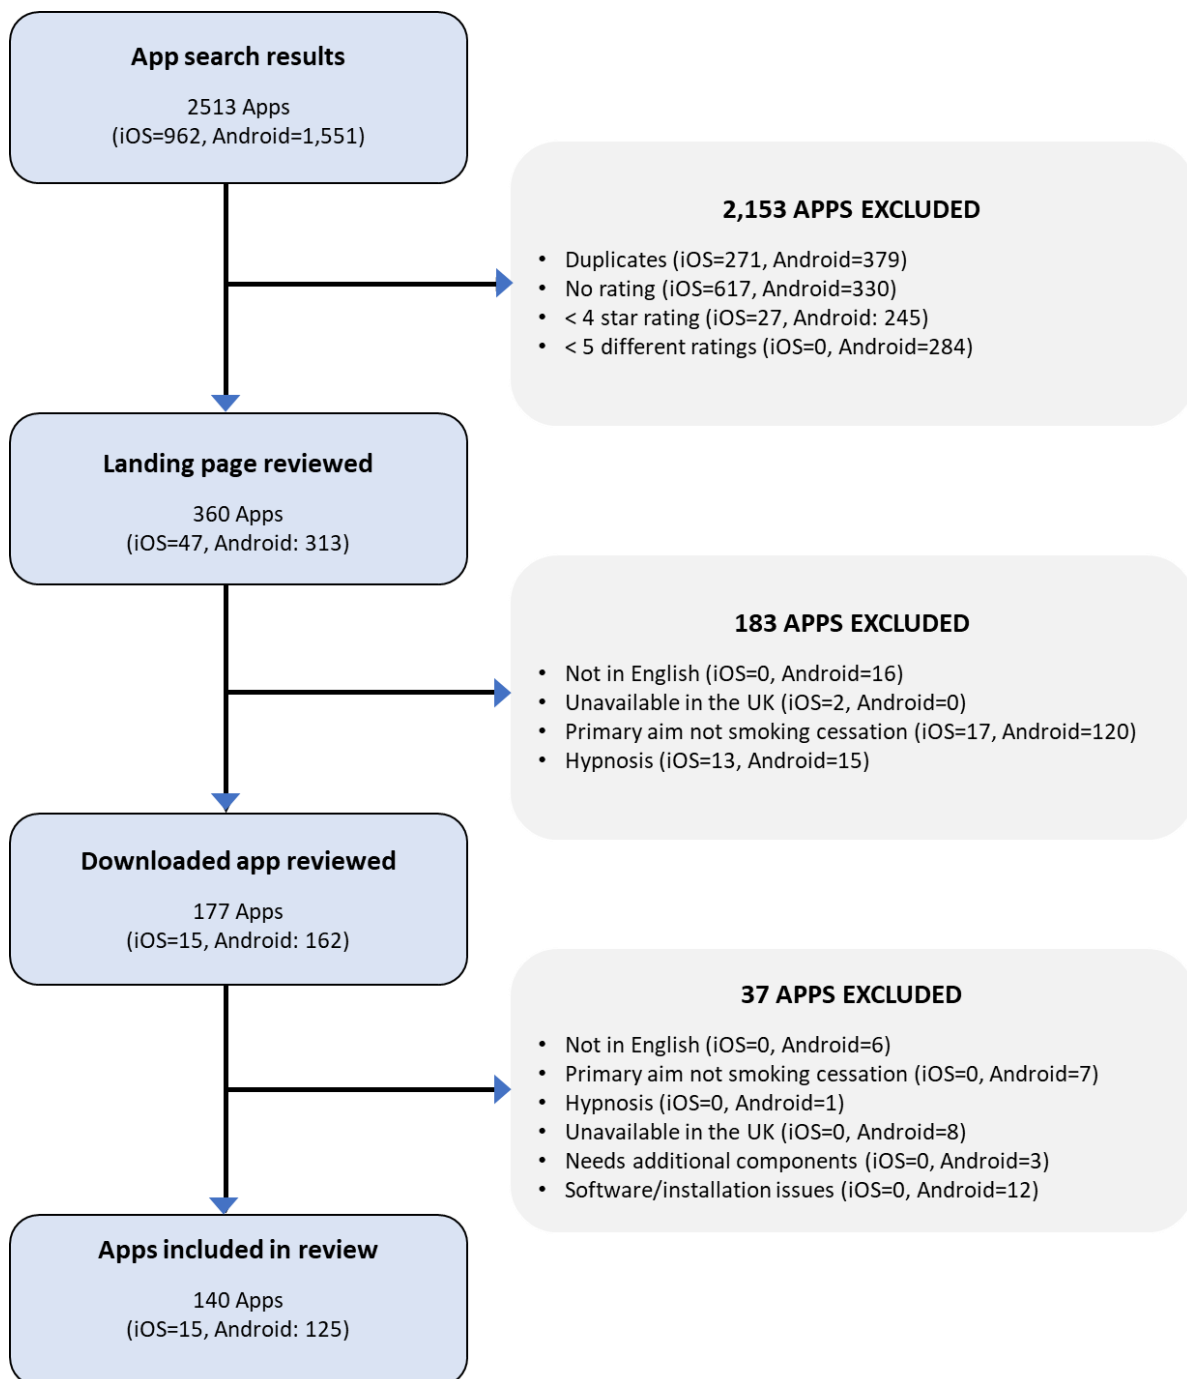 App search results
2513 Apps
(iOS=962, Android=1,551)
2,153 APPS EXCLUDED
• Duplicates (iOS=271, Android=379)
• No rating (iOS=617, Android=330)
• < 4 star rating (iOS=27, Android: 245)
• < 5 different ratings (iOS=0, Android=284)
Landing page reviewed
360 Apps
(iOS=47, Android: 313)
183 APPS EXCLUDED
• Not in English (iOS=0, Android=16)
• Unavailable in the UK (iOS=2, Android=0)
• Primary aim not smoking cessation (iOS=17, Android=120)
• Hypnosis (iOS=13, Android=15)
Downloaded app reviewed
177 Apps
(iOS=15, Android: 162)
37 APPS EXCLUDED
• Not in English (iOS=0, Android=6)
• Primary aim not smoking cessation (iOS=0, Android=7)
• Hypnosis (iOS=0, Android=1)
• Unavailable in the UK (iOS=0, Android=8)
• Needs additional components (iOS=0, Android=3)
• Software/installation issues (iOS=0, Android=12)
Apps included in review
140 Apps
(iOS=15, Android: 125)